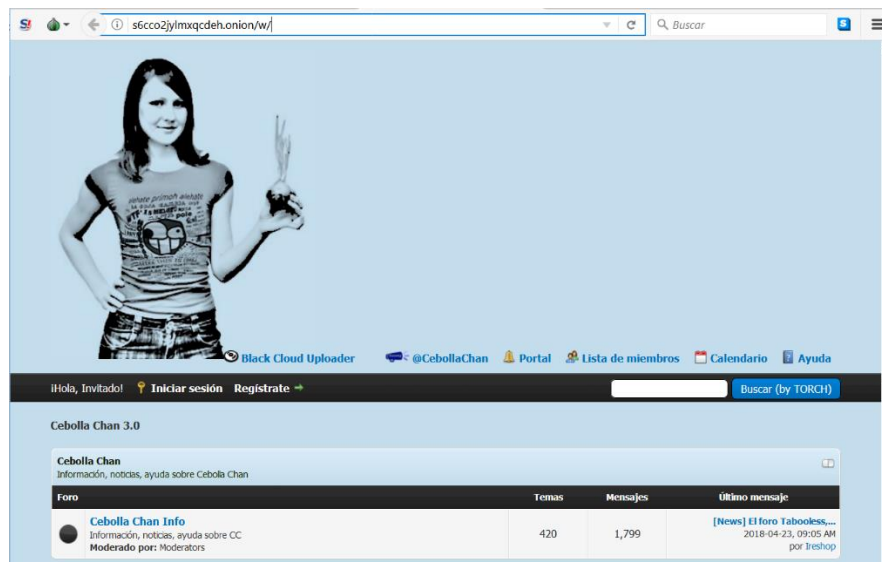 s6cco2jylmxqcdeh.onion/w/
Buscar
Black Cloud Uploader @CebollaChan Portal Lista de miembros Calendario Ayuda
¡Hola, Invitado! Iniciar sesión Regístrate
Buscar (by TORCH)
Cebolla Chan 3.0
Cebolla Chan
Información, noticias, ayuda sobre Cebolla Chan
Foro Temas Mensajes Último mensaje
Cebolla Chan Info
Información, noticias, ayuda sobre CC
Moderado por: Moderators
420
1,799
[News] El foro Tabooless,...
2018-04-23, 09:05 AM
por Ireshop